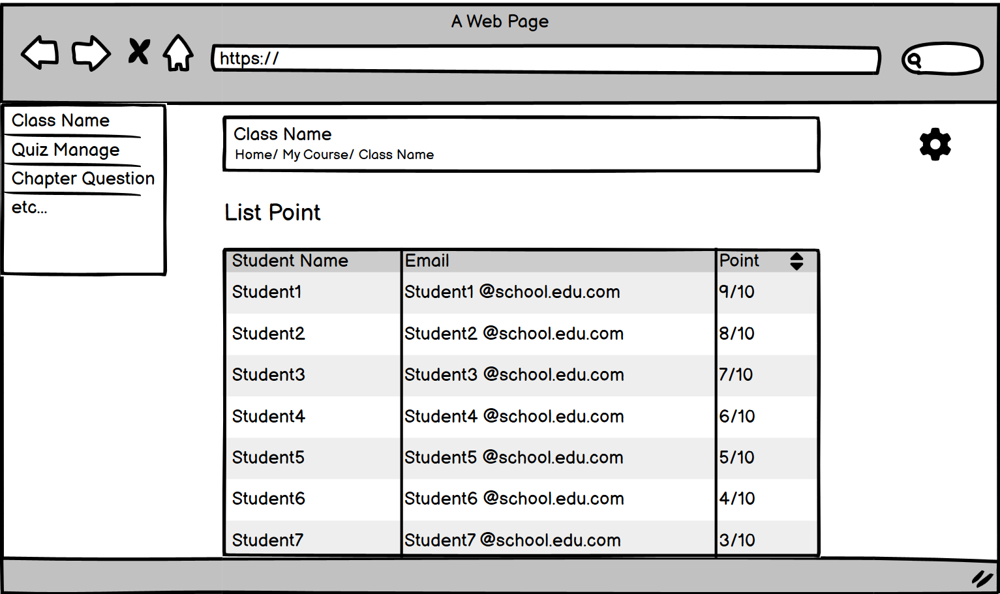 A Web Page
https://
Class Name
Quiz Manage
Chapter Question
etc...
Class Name
Home/ My Course/ Class Name
List Point
Student Name Email Point
Student1 Student1 @school.edu.com 9/10
Student2 Student2 @school.edu.com 8/10
Student3 Student3 @school.edu.com 7/10
Student4 Student4 @school.edu.com 6/10
Student5 Student5 @school.edu.com 5/10
Student6 Student6 @school.edu.com 4/10
Student7 Student7 @school.edu.com 3/10